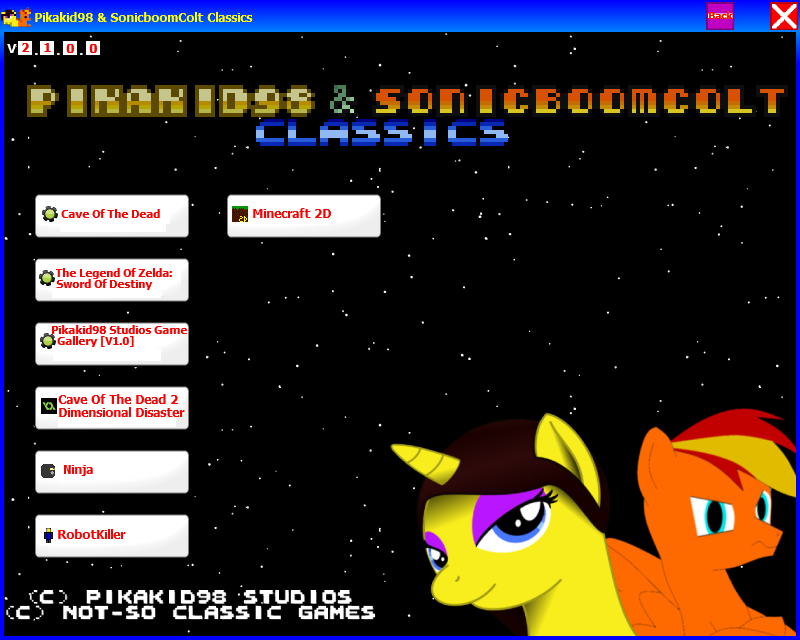 Pikakid98 & SonicboomColt Classics
Back
v2.1.0.0
PIKAKID98 & SONICBOOMCOLT
CLASSICS
Cave Of The Dead
Minecraft 2D
The Legend Of Zelda:
Sword Of Destiny
Pikakid98 Studios Game
Gallery [V1.0]
Cave Of The Dead 2
Dimensional Disaster
Ninja
RobotKiller
(C) PIKAKID98 STUDIOS
(C) NOT-SO CLASSIC GAMES